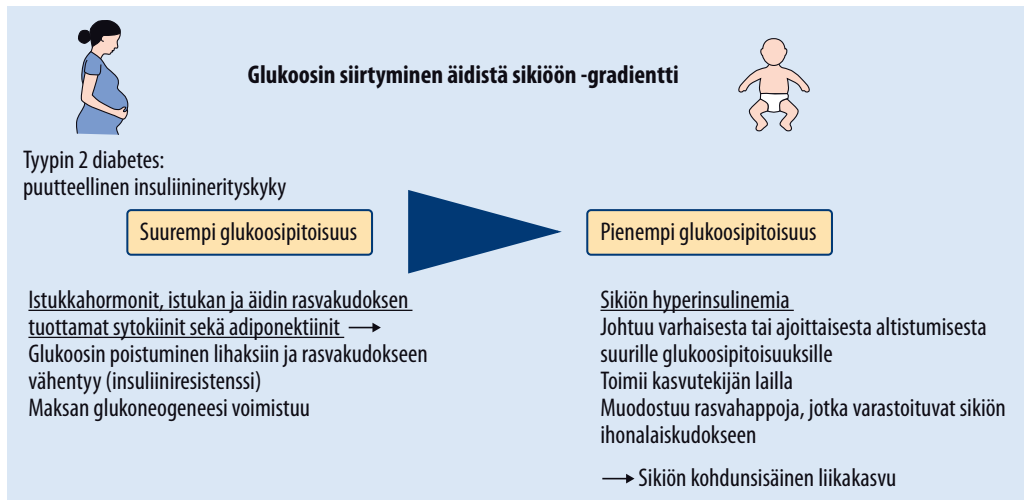 Glukoosin siirtyminen äidistä sikiöön -gradientti
Tyypin 2 diabetes:
puutteellinen insuliininerityskyky
Suurempi glukoosipitoisuus
Pienempi glukoosipitoisuus
Istukkahormonit, istukan ja äidin rasvakudoksen
tuottamat sytokiinit sekä adiponektiinit →
Glukoosin poistuminen lihaksiin ja rasvakudokseen
vähentyy (insuliiniresistenssi)
Maksan glukoneogeneesi voimistuu
Sikiön hyperinsulinemia
Johtuu varhaisesta tai ajoittaisesta altistumisesta
suurille glukoosipitoisuuksille
Toimii kasvutekijän lailla
Muodostuu rasvahappoja, jotka varastoituvat sikiön
ihonalaiskudokseen
→ Sikiön kohdunsisäinen liikakasvu